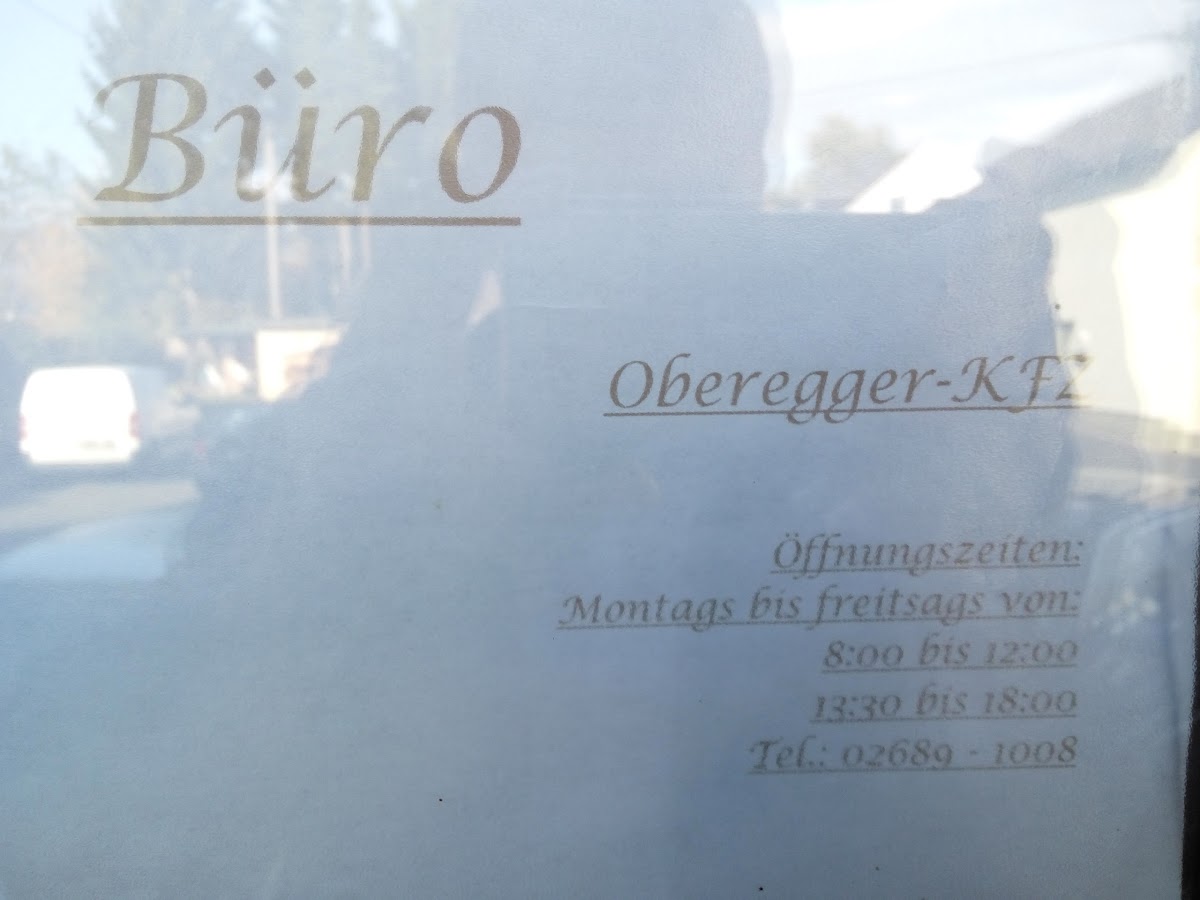 Büro
Oberegger-KFZ
Öffnungszeiten:
Montags bis freitsags von:
8:00 bis 12:00
13:30 bis 18:00
Tel.: 02689 - 1008